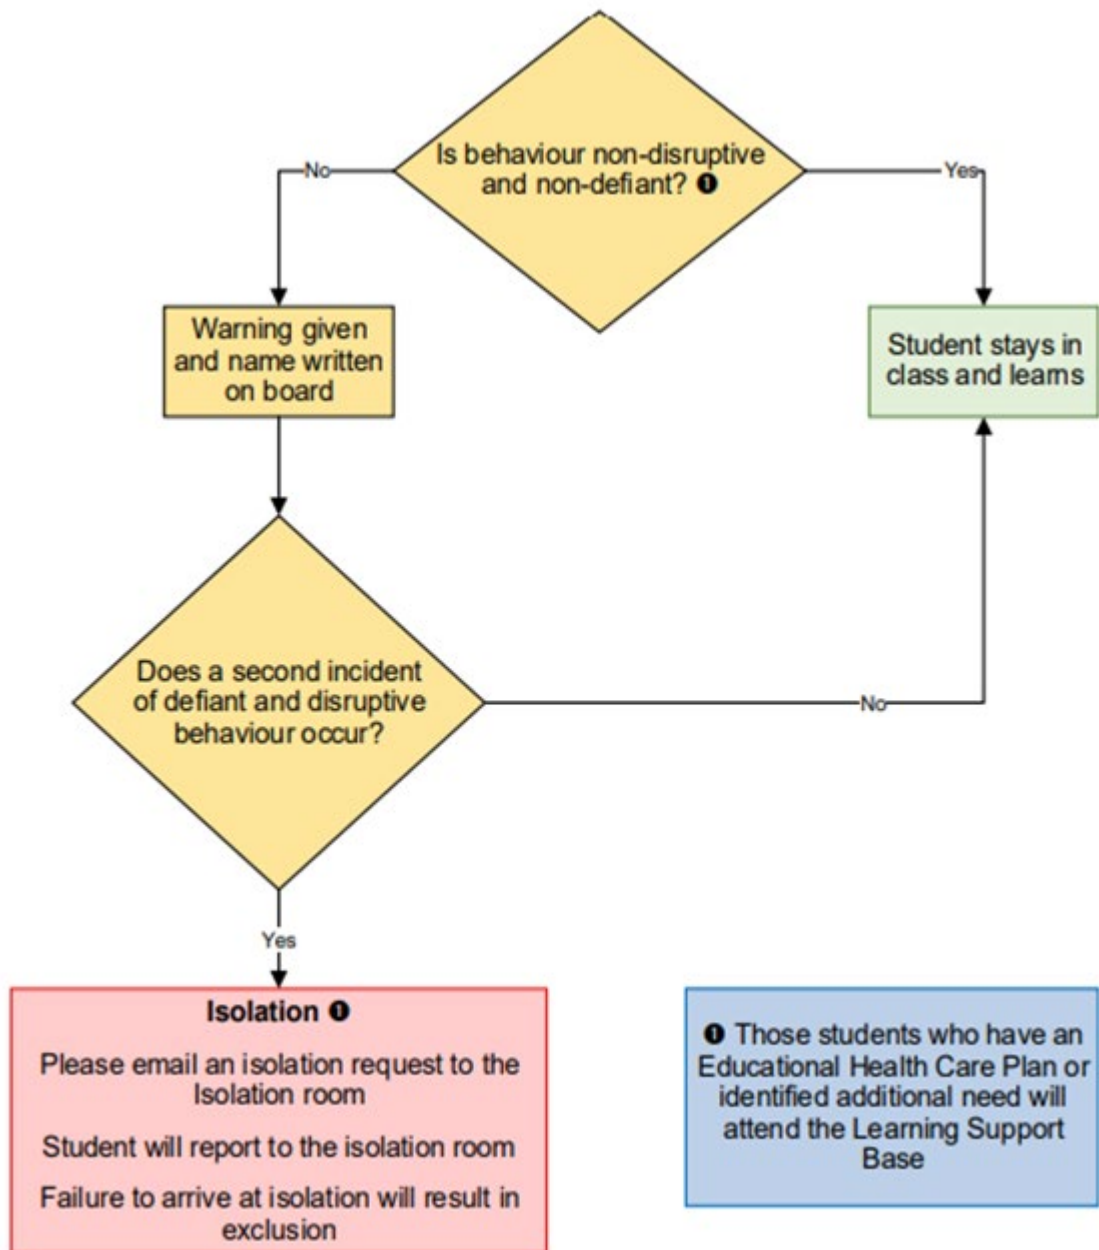 Is behaviour non-disruptive
and non-defiant? ❶
No
Yes
Warning given
and name written
on board
Student stays in
class and learns
Does a second incident
of defiant and disruptive
behaviour occur?
No
Yes
Isolation ❶
Please email an isolation request to the
Isolation room
Student will report to the isolation room
Failure to arrive at isolation will result in
exclusion
❶ Those students who have an
Educational Health Care Plan or
identified additional need will
attend the Learning Support
Base